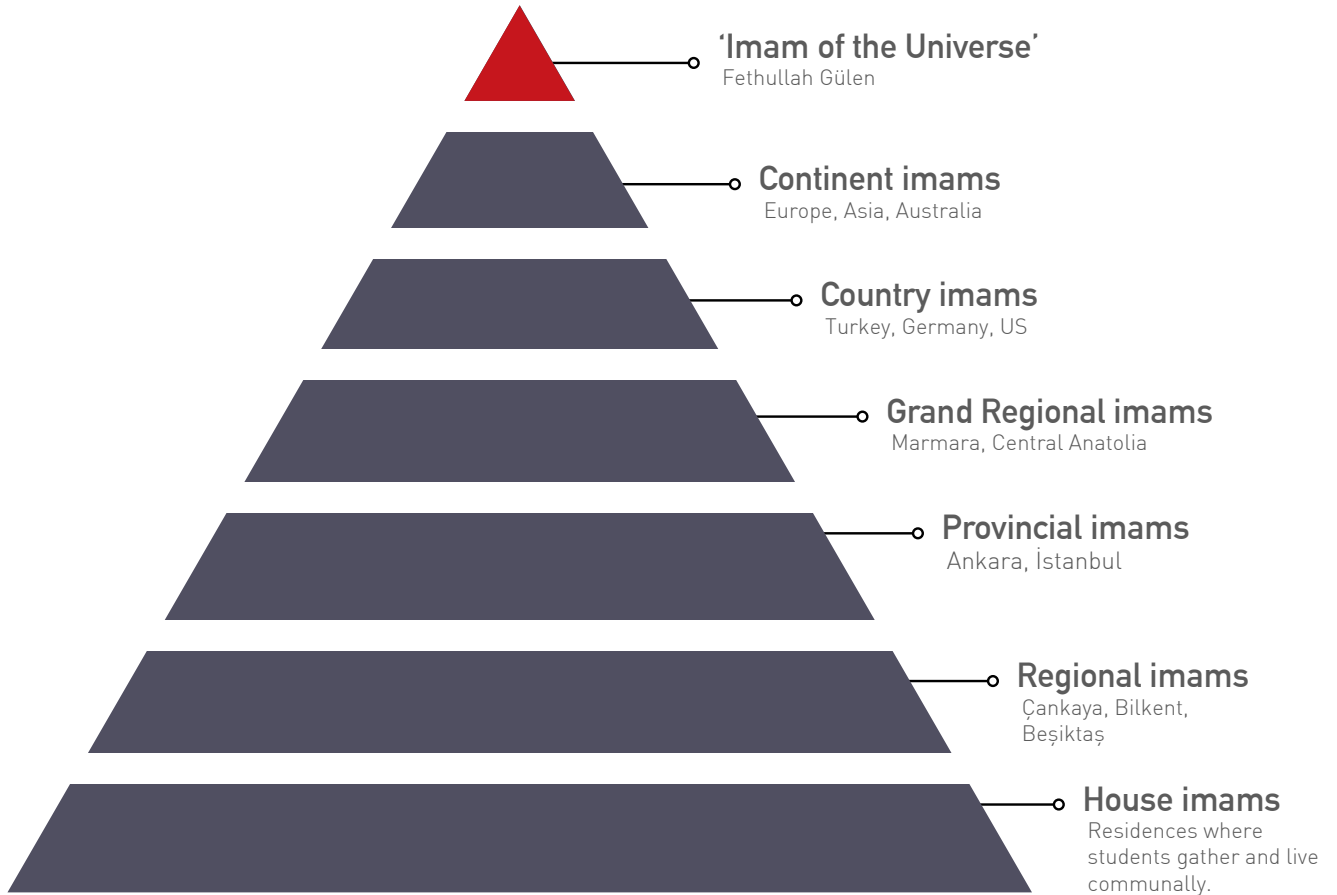 ‘Imam of the Universe’
Fethullah Gülen
Continent imams
Europe, Asia, Australia
Country imams
Turkey, Germany, US
Grand Regional imams
Marmara, Central Anatolia
Provincial imams
Ankara, İstanbul
Regional imams
Çankaya, Bilkent,
Beşiktaş
House imams
Residences where
students gather and live
communally.